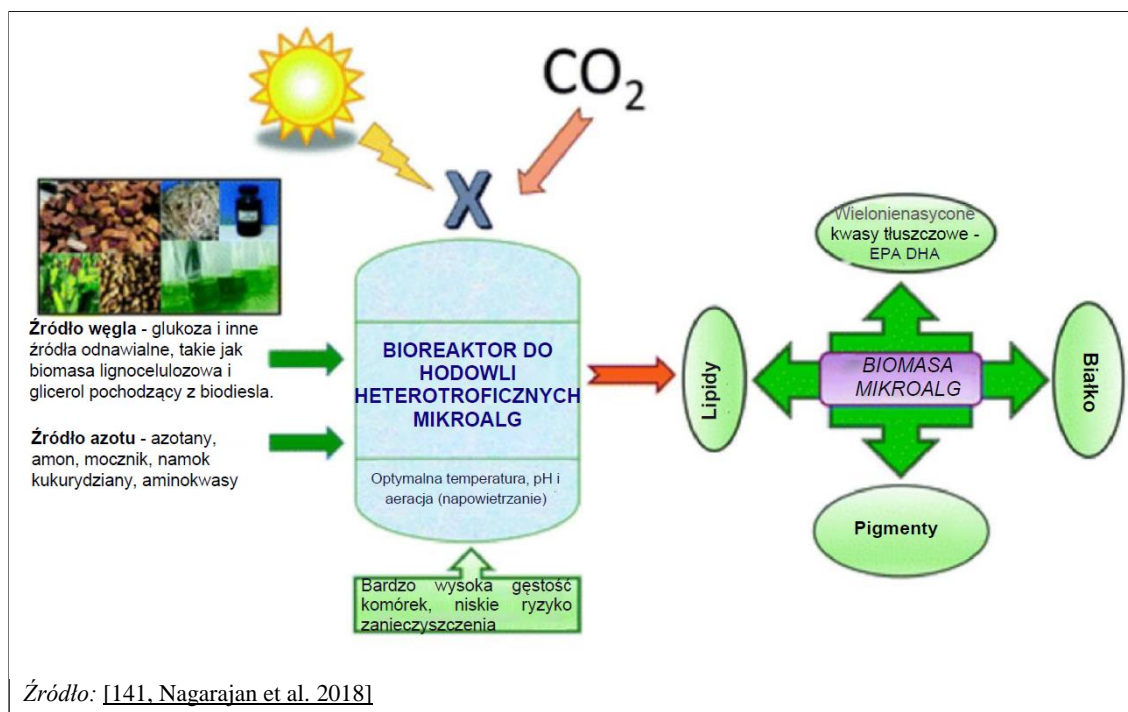 CO2
X
Źródło węgla - glukoza i inne
źródła odnawialne, takie jak
biomasa lignocelulozowa i
glicerol pochodzący z biodiesla.
Źródło azotu - azotany,
amon, mocznik, namok
kukurydziany, aminokwasy
BIOREAKTOR DO
HODOWLI
HETEROTROFICZNYCH
MIKROALG
Optymalna temperatura, pH i
aeracja (napowietrzanie)
Bardzo wysoka gęstość
komórek, niskie ryzyko
zanieczyszczenia
Wielonienasycone
kwasy tłuszczowe -
EPA DHA
Lipidy
BIOMASA
MIKROALG
Białko
Pigmenty
Źródło: [141, Nagarajan et al. 2018]